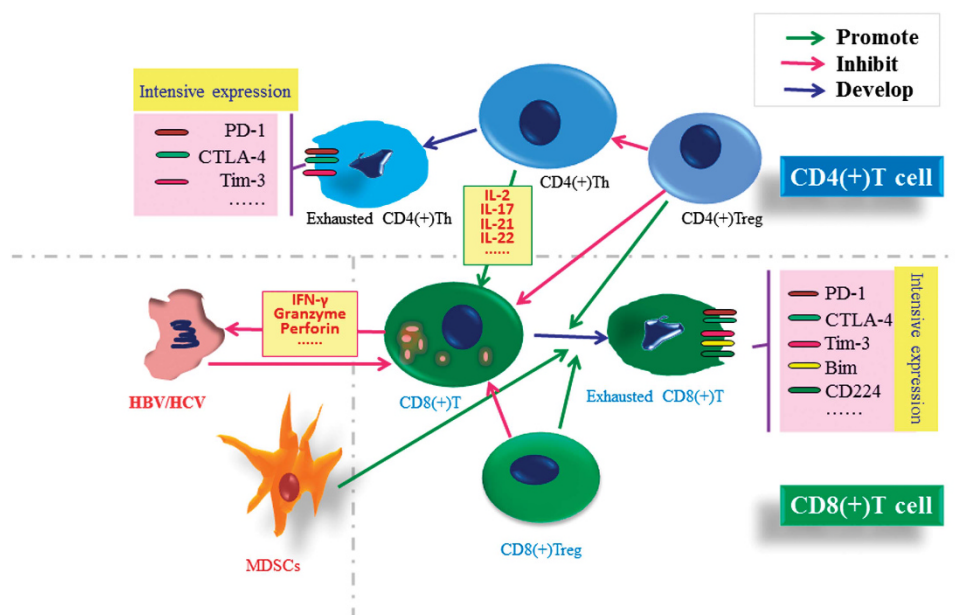 Promote
Inhibit
Develop
Intensive expression
PD-1
CTLA-4
Tim-3
......
Exhausted CD4(+)Th
CD4(+)Th
CD4(+)Treg
CD4(+)T cell
IL-2
IL-17
IL-21
IL-22
......
IFN-γ
Granzyme
Perforin
......
HBV/HCV
CD8(+)T
Exhausted CD8(+)T
PD-1
CTLA-4
Tim-3
Bim
CD224
......
Intensive expression
MDSCs
CD8(+)Treg
CD8(+)T cell